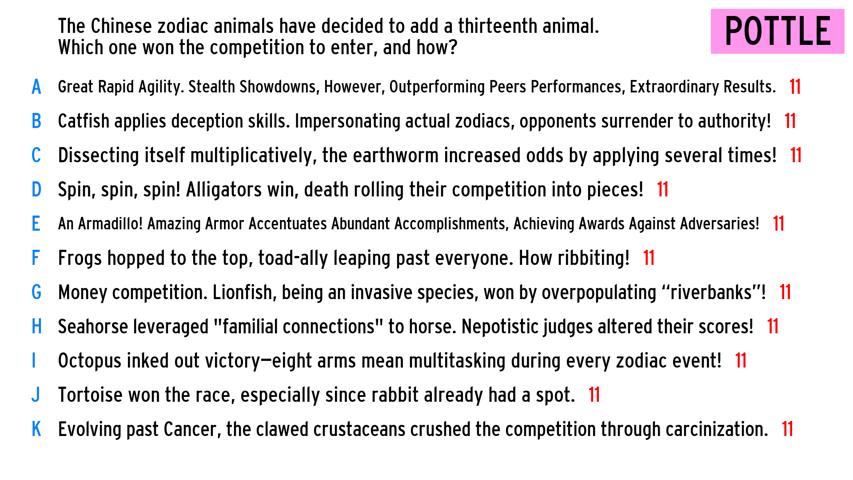 The Chinese zodiac animals have decided to add a thirteenth animal.
Which one won the competition to enter, and how?
POTTLE
A Great Rapid Agility. Stealth Showdowns, However, Outperforming Peers Performances, Extraordinary Results. 11
B Catfish applies deception skills. Impersonating actual zodiacs, opponents surrender to authority! 11
C Dissecting itself multiplicatively, the earthworm increased odds by applying several times! 11
D Spin, spin, spin! Alligators win, death rolling their competition into pieces! 11
E An Armadillo! Amazing Armor Accentuates Abundant Accomplishments, Achieving Awards Against Adversaries! 11
F Frogs hopped to the top, toad-ally leaping past everyone. How ribbiting! 11
G Money competition. Lionfish, being an invasive species, won by overpopulating “riverbanks”! 11
H Seahorse leveraged "familial connections" to horse. Nepotistic judges altered their scores! 11
I Octopus inked out victory—eight arms mean multitasking during every zodiac event! 11
J Tortoise won the race, especially since rabbit already had a spot. 11
K Evolving past Cancer, the clawed crustaceans crushed the competition through carcinization. 11